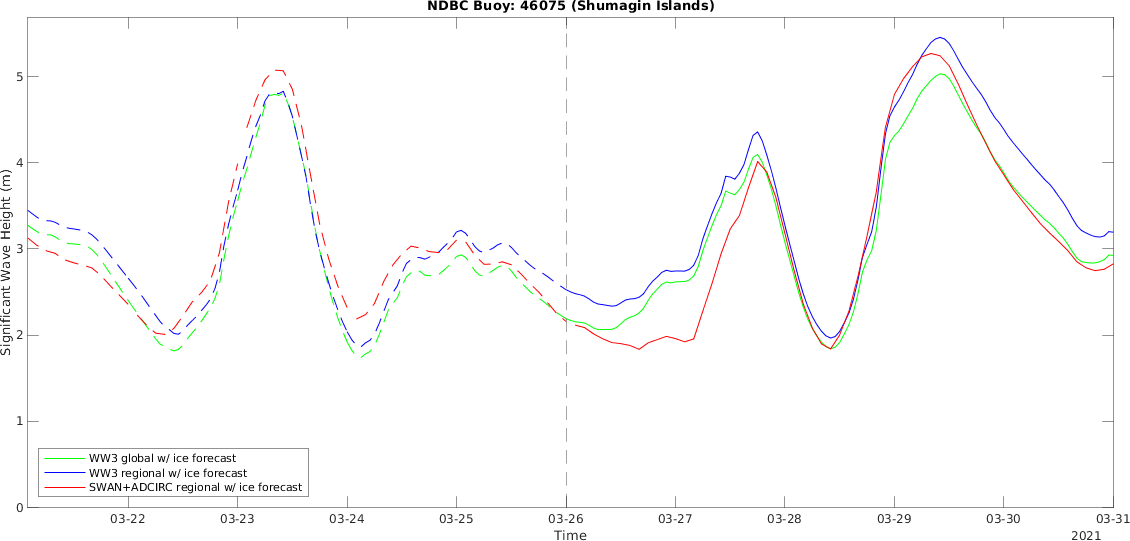 NDBC Buoy: 46075 (Shumagin Islands)
Significant Wave Height (m)
5
4
3
2
1
0
WW3 global w/ ice forecast
WW3 regional w/ ice forecast
SWAN+ADCIRC regional w/ ice forecast
03-22 03-23 03-24 03-25 03-26 03-27 03-28 03-29 03-30 03-31
Time
2021